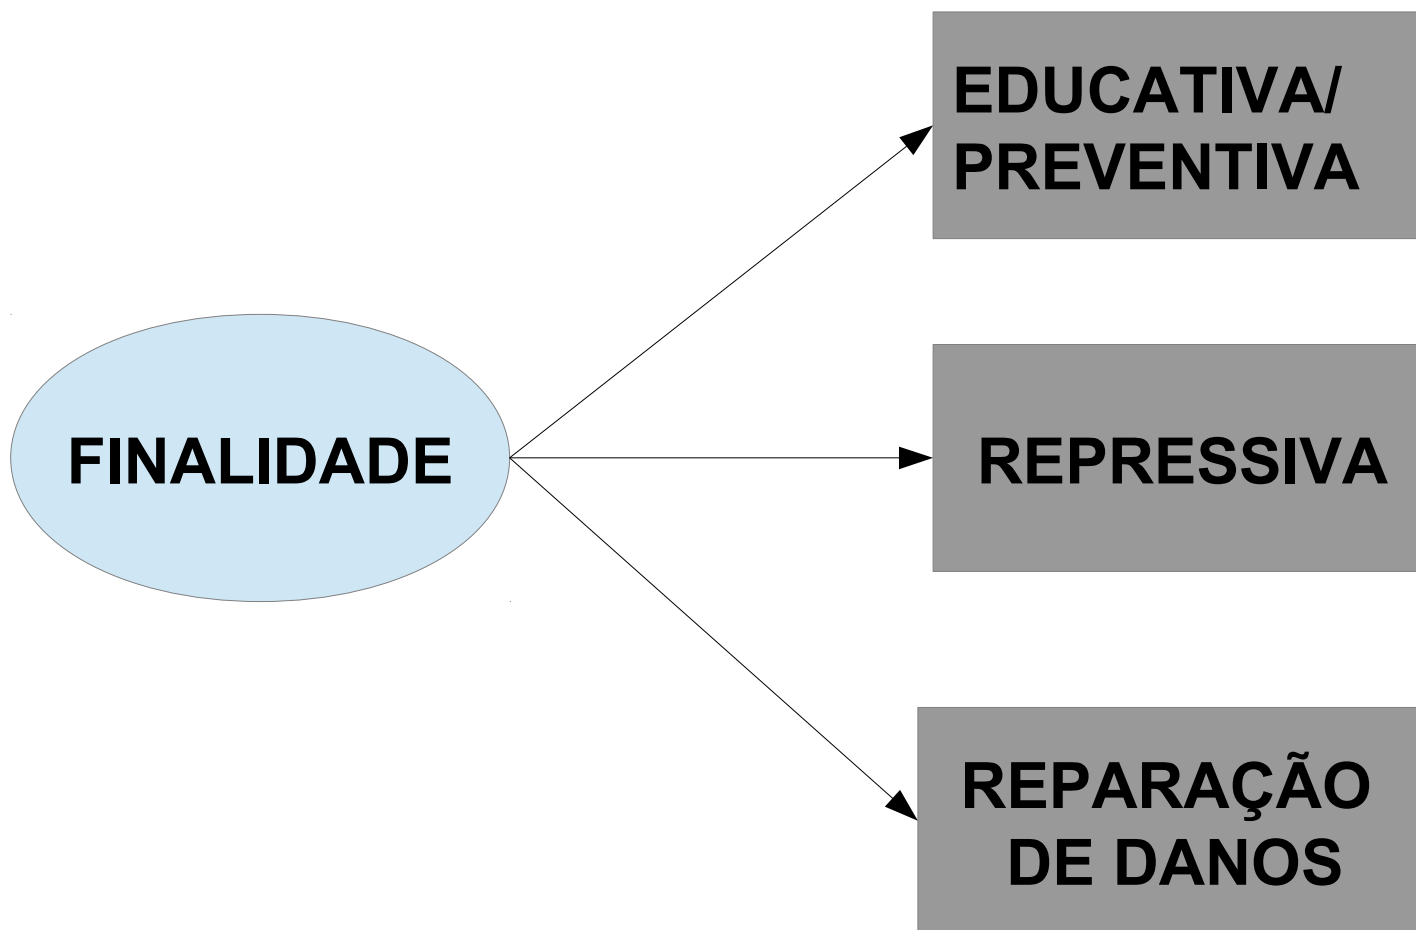 EDUCATIVA/
PREVENTIVA
FINALIDADE
REPRESSIVA
REPARAÇÃO
DE DANOS